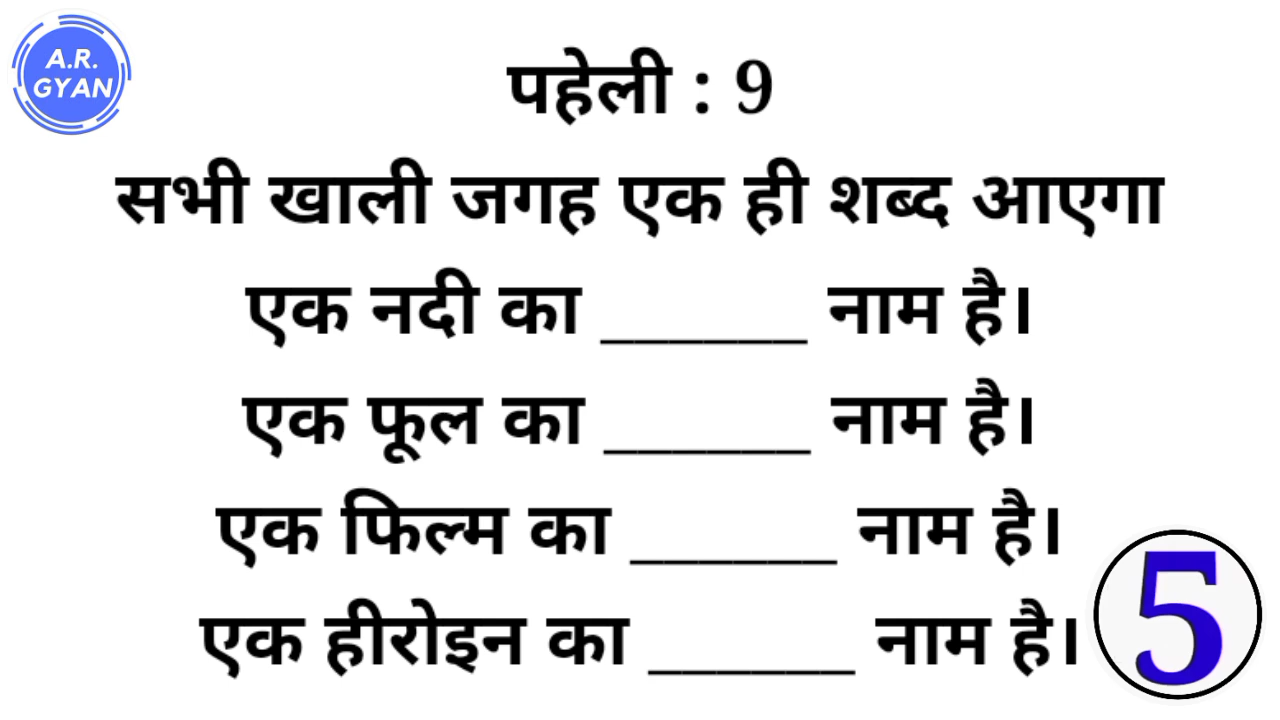 A.R.
GYAN
पहेली : 9
सभी खाली जगह एक ही शब्द आएगा
एक नदी का ______ नाम है।
एक फूल का ______ नाम है।
एक फिल्म का ______ नाम है।
एक हीरोइन का ______ नाम है।
5